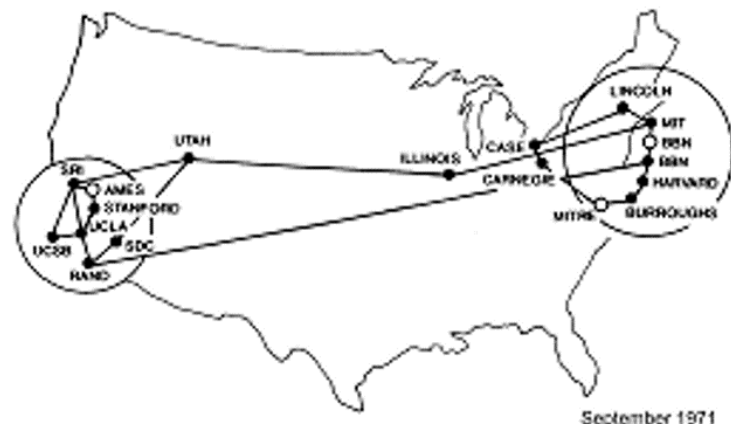 LINCOLN
MIT
UTAH
CASE
BBN
ILLINOIS
BBN
SRI
CARNEGIE
AMES
HARVARD
STANFORD
MITRE
BURROUGHS
UCLA
UCSB
SDC
RAND
September 1971